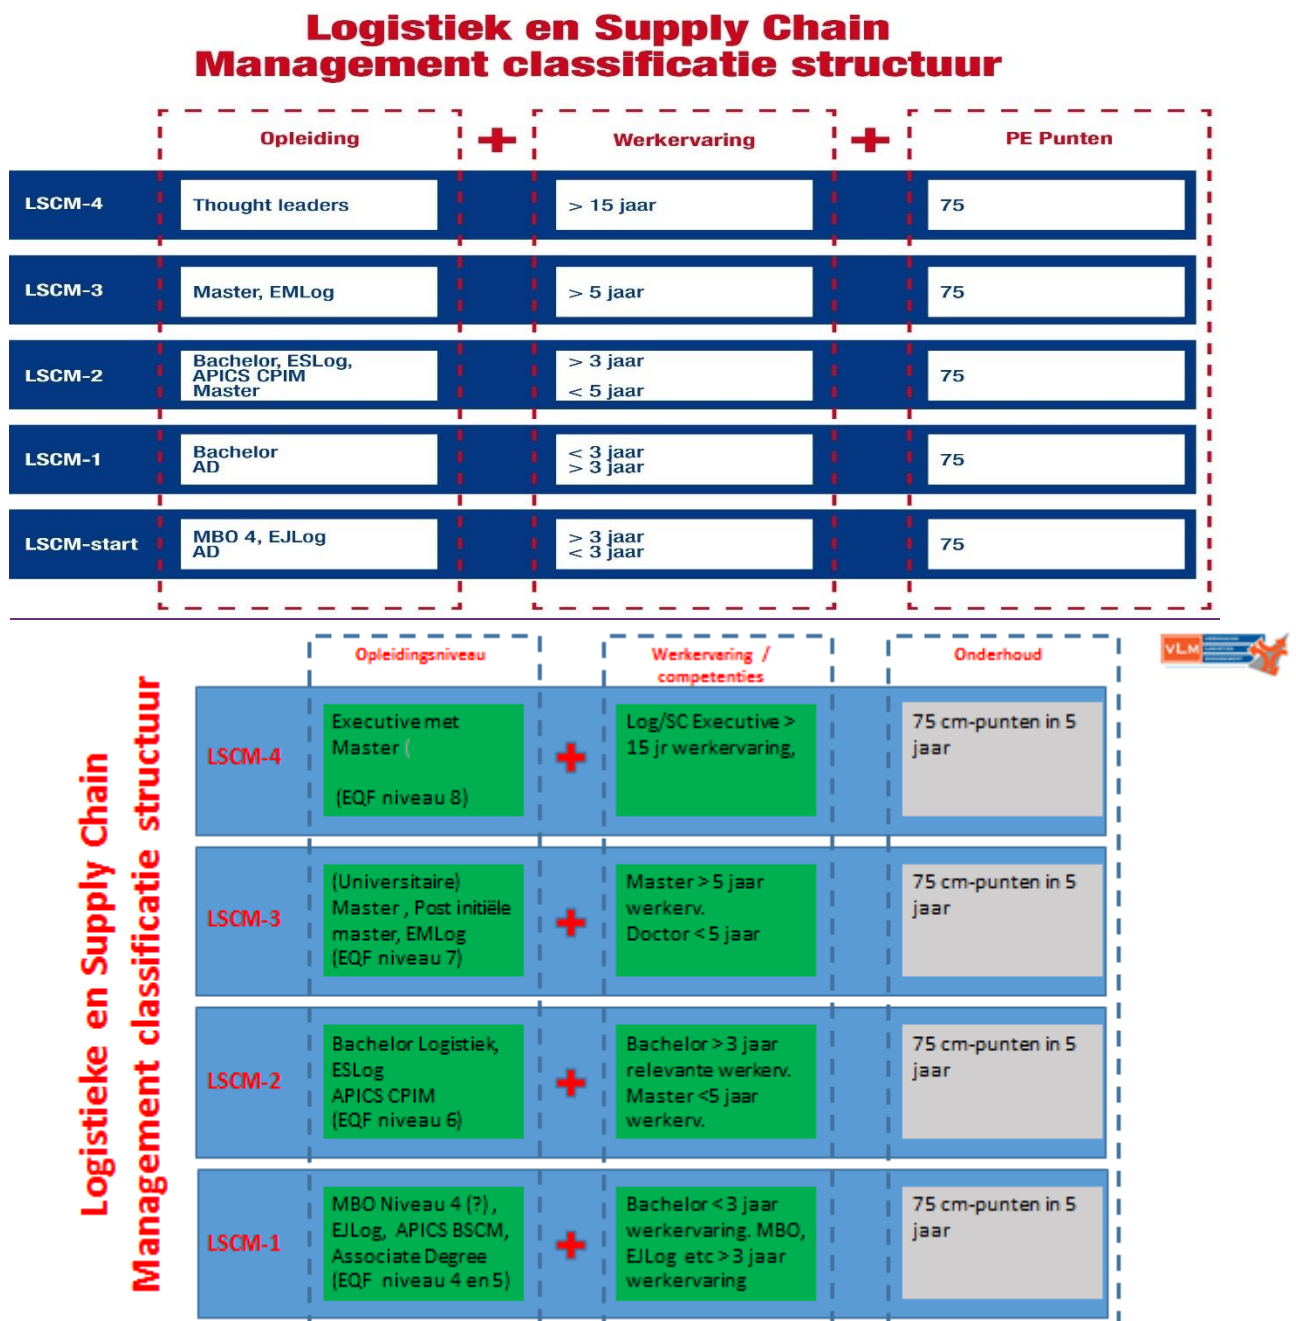 Logistiek en Supply Chain
Management classificatie structuur
Opleiding + Werkervaring + PE Punten
LSCM-4
Thought leaders
> 15 jaar
75
LSCM-3
Master, EMLog
> 5 jaar
75
LSCM-2
Bachelor, ESLog,
APICS CPIM
Master
> 3 jaar
< 5 jaar
75
LSCM-1
Bachelor
AD
< 3 jaar
> 3 jaar
75
LSCM-start
MBO 4, EJLog
AD
> 3 jaar
< 3 jaar
75
Logistieke en Supply Chain
Management classificatie structuur
Opleidingsniveau
Werkervaring /
competenties
Onderhoud
VLM
LSCM-4
Executive met
Master (
(EQF niveau 8)
+
Log/SC Executive >
15 jr werkervaring,
75 cm-punten in 5
jaar
LSCM-3
(Universitaire)
Master , Post initiële
master, EMLog
(EQF niveau 7)
+
Master > 5 jaar
werkerv.
Doctor < 5 jaar
75 cm-punten in 5
jaar
LSCM-2
Bachelor Logistiek,
ESLog
APICS CPIM
(EQF niveau 6)
+
Bachelor > 3 jaar
relevante werkerv.
Master <5 jaar
werkerv.
75 cm-punten in 5
jaar
LSCM-1
MBO Niveau 4 (?) ,
EJLog, APICS BSCM,
Associate Degree
(EQF niveau 4 en 5)
+
Bachelor < 3 jaar
werkervaring. MBO,
EJLog etc > 3 jaar
werkervaring
75 cm-punten in 5
jaar